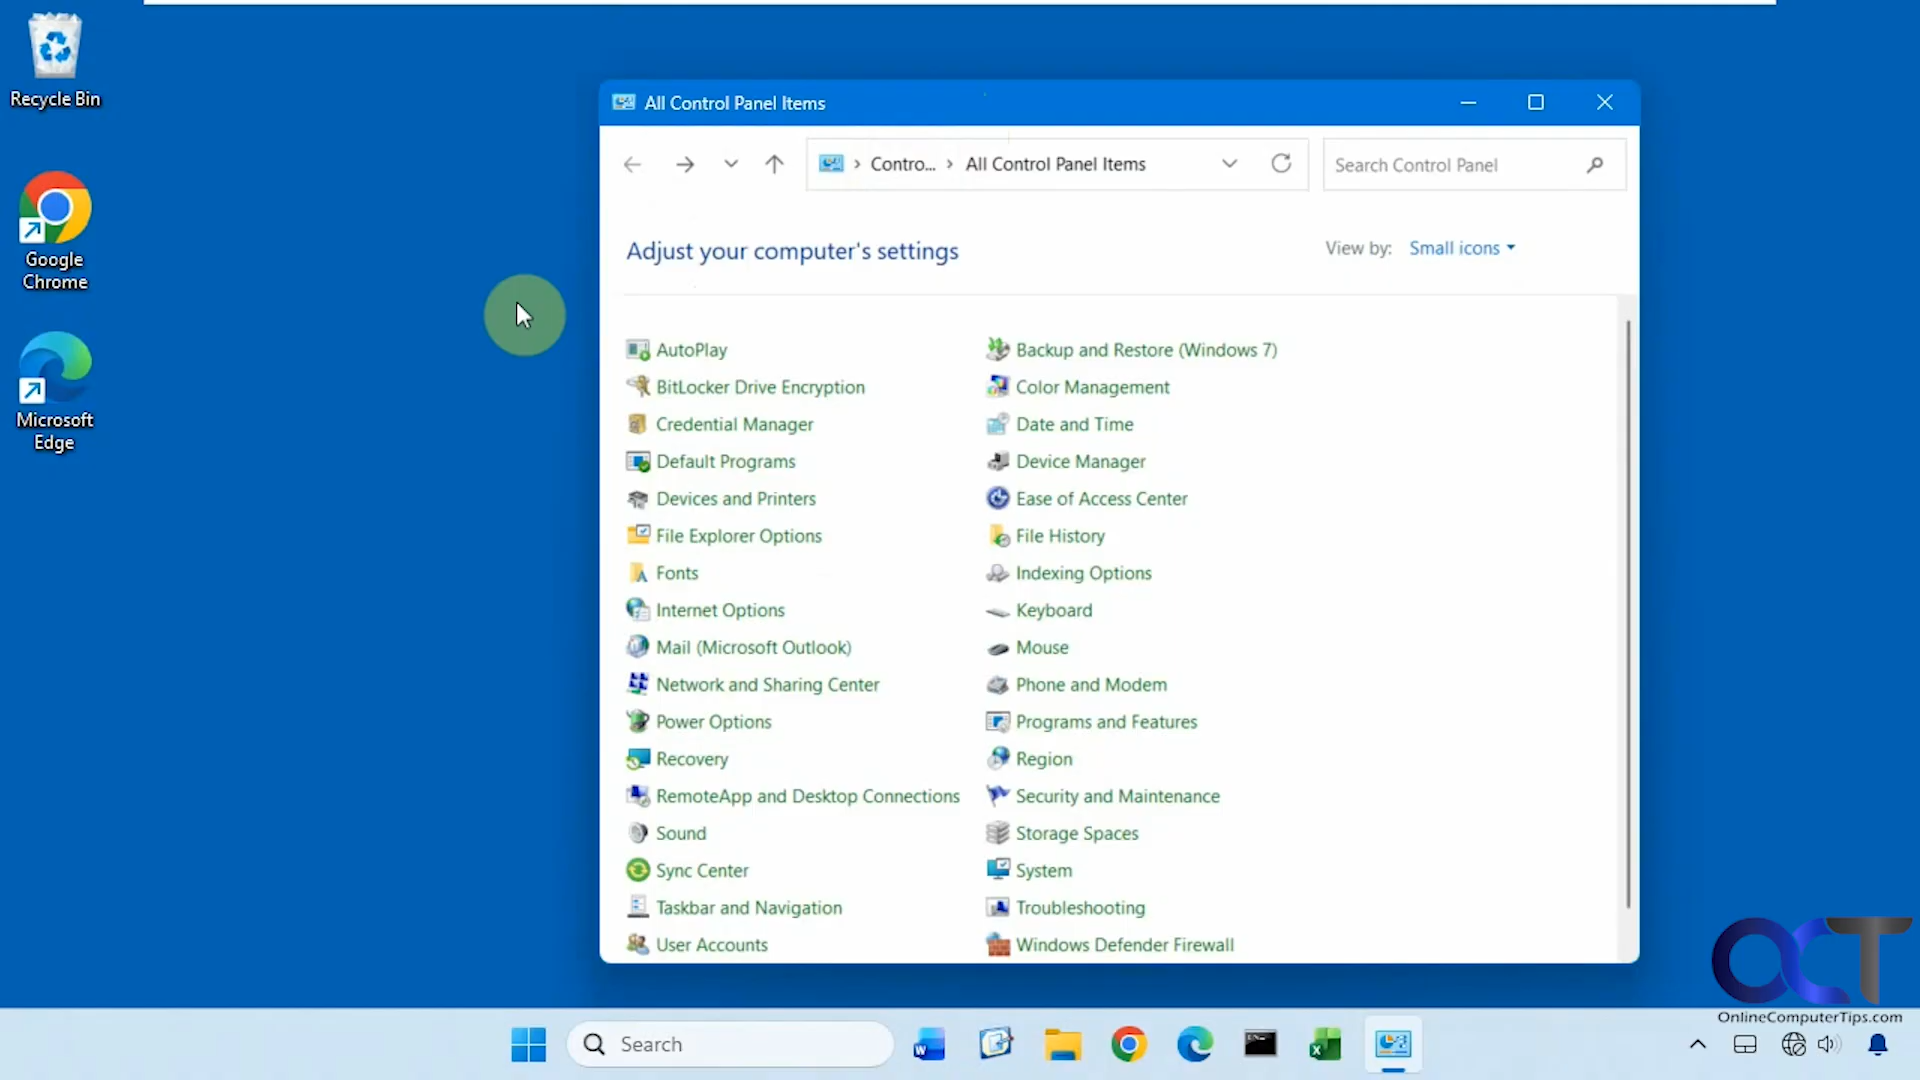 Recycle Bin
Google
Chrome
Microsoft
Edge
All Control Panel Items
Contro... All Control Panel Items
Search Control Panel
Adjust your computer's settings
View by: Small icons
AutoPlay
Backup and Restore (Windows 7)
BitLocker Drive Encryption
Color Management
Credential Manager
Date and Time
Default Programs
Device Manager
Devices and Printers
Ease of Access Center
File Explorer Options
File History
Fonts
Indexing Options
Internet Options
Keyboard
Mail (Microsoft Outlook)
Mouse
Network and Sharing Center
Phone and Modem
Power Options
Programs and Features
Recovery
Region
RemoteApp and Desktop Connections
Security and Maintenance
Sound
Storage Spaces
Sync Center
System
Taskbar and Navigation
Troubleshooting
User Accounts
Windows Defender Firewall
OCT
OnlineComputerTips.com
Search